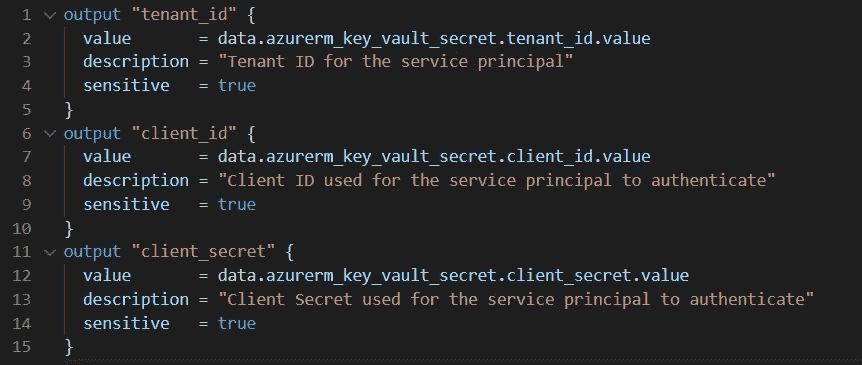 1 output "tenant_id" {
2 value = data.azurerm_key_vault_secret.tenant_id.value
3 description = "Tenant ID for the service principal"
4 sensitive = true
5 }
6 output "client_id" {
7 value = data.azurerm_key_vault_secret.client_id.value
8 description = "Client ID used for the service principal to authenticate"
9 sensitive = true
10 }
11 output "client_secret" {
12 value = data.azurerm_key_vault_secret.client_secret.value
13 description = "Client Secret used for the service principal to authenticate"
14 sensitive = true
15 }